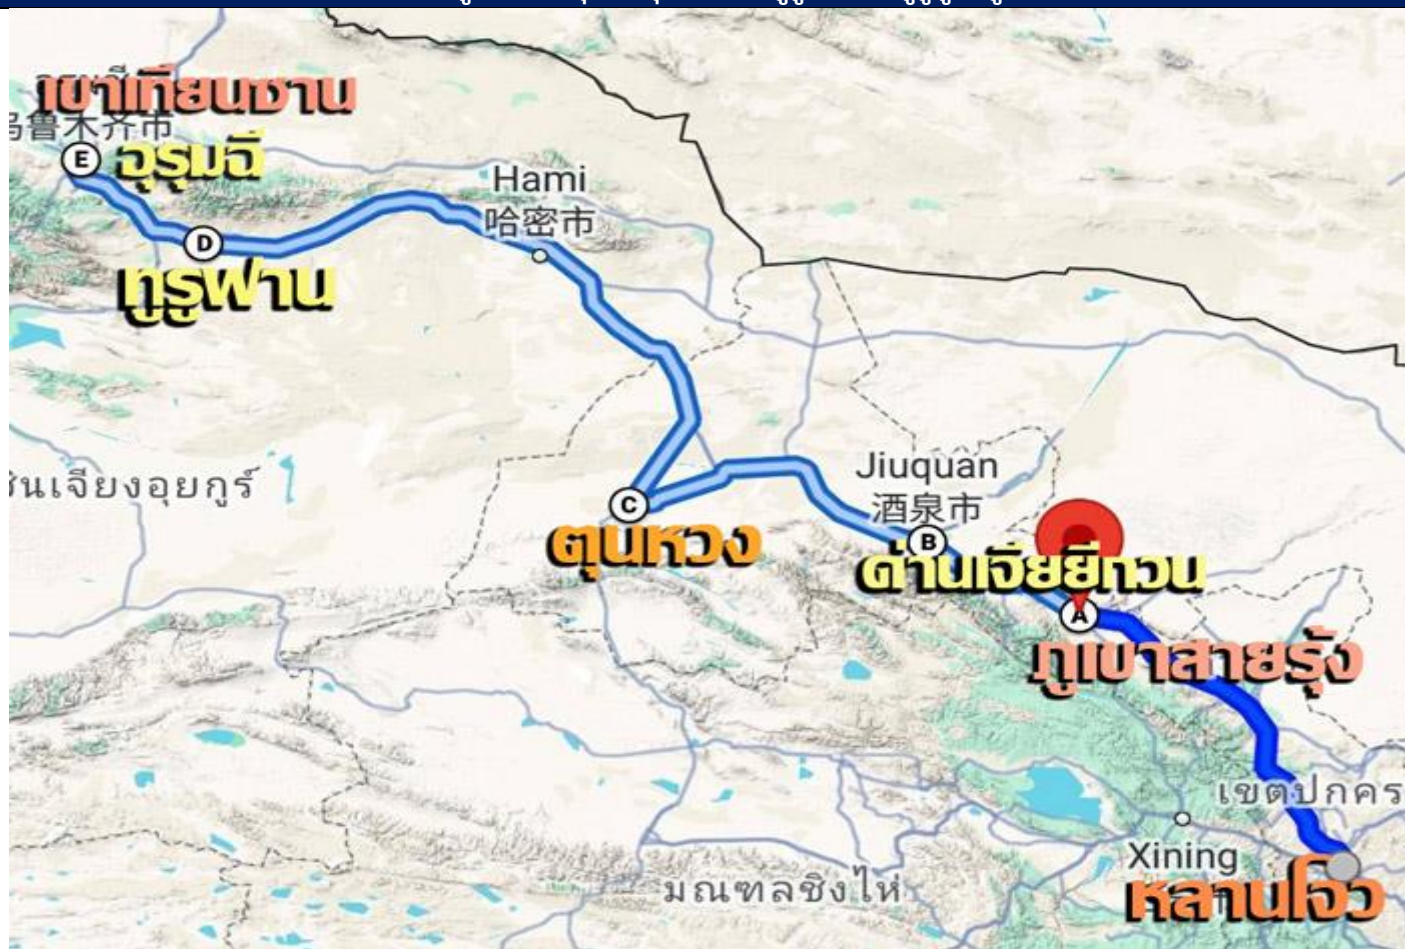 เขาเทียนซาน
乌鲁木齐市
E
อุรุมฉี
D
ทูรูฟาน
Hami
哈密市
ซินเจียงอุยกูร์
Jiuquan
酒泉市
C
ตุนหวง
B
ด่านเจียยี่กวน
A
ภูเขาสายรุ้ง
เขตปกคร
Xining
มณฑลชิงไห่
หลานโจว